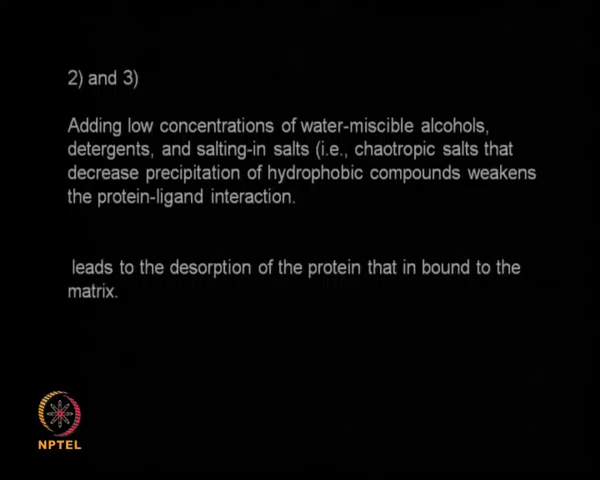 2) and 3)
Adding low concentrations of water-miscible alcohols,
detergents, and salting-in salts (i.e., chaotropic salts that
decrease precipitation of hydrophobic compounds weakens
the protein-ligand interaction.
leads to the desorption of the protein that in bound to the
matrix.
NPTEL